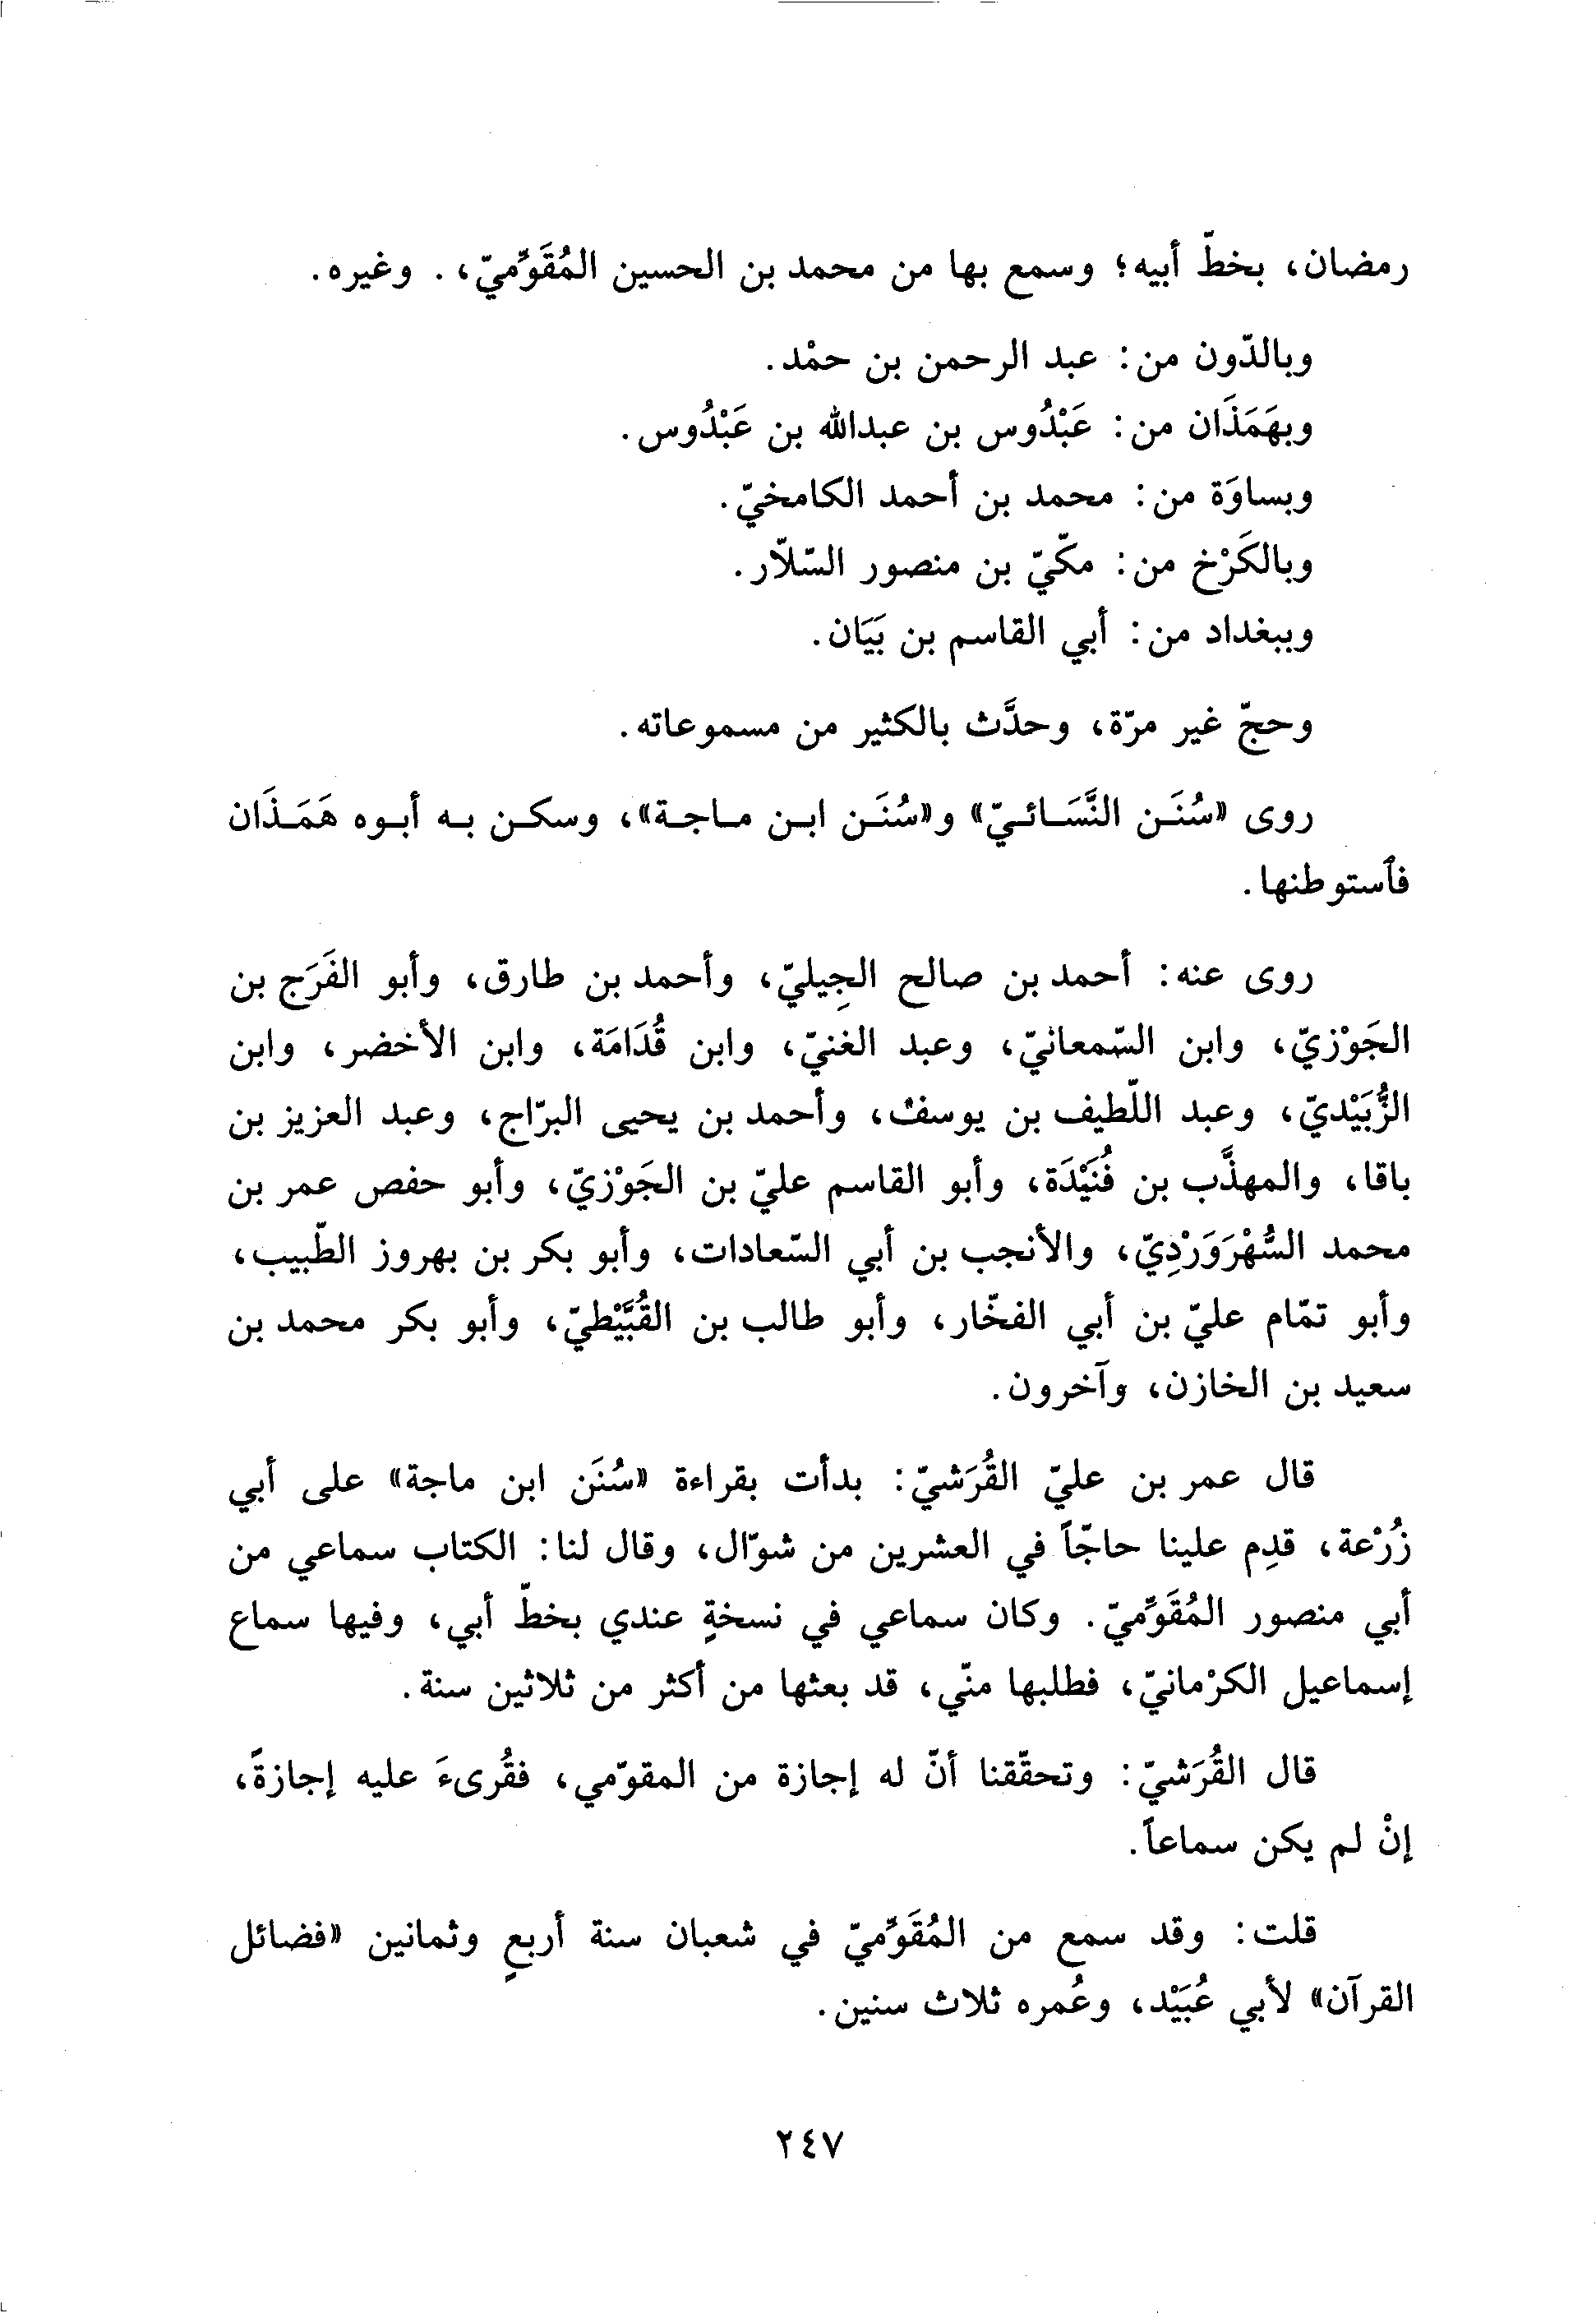 رمضان، بخطّ أبيه؛ وسمع بها من محمد بن الحسين المُقَوِّميّ، . وغيره.
وبالدّون من: عبد الرحمن بن حمْد.
وبهَمَذَان من: عَبْدُوس بن عبدالله بن عَبْدُوس.
وبساوَة من: محمد بن أحمد الكامخيّ.
وبالكَرْخ من: مكّيّ بن منصور السّلاّر.
وببغداد من: أبي القاسم بن بَيَان.
وحجّ غير مرّة، وحدَّث بالكثير من مسموعاته.
روى «سُنَن النَّسَائيّ» و«سُنَن ابن ماجة»، وسكن به أبوه هَمَذَان
فٱستوطنها.
روى عنه: أحمد بن صالح الجِيليّ، وأحمد بن طارق، وأبو الفَرَج بن
الجَوْزيّ، وابن السّمعانيّ، وعبد الغنيّ، وابن قُدَامَة، وابن الأخضر، وابن
الزُّبَيْديّ، وعبد اللّطيف بن يوسف، وأحمد بن يحيى البرّاج، وعبد العزيز بن
باقا، والمهذَّب بن قُنَيْدَة، وأبو القاسم عليّ بن الجَوْزيّ، وأبو حفص عمر بن
محمد السُّهْرَوَرْدِيّ، والأنجب بن أبي السّعادات، وأبو بكر بن بهروز الطّبيب،
وأبو تمّام عليّ بن أبي الفخّار، وأبو طالب بن القُبَّيْطيّ، وأبو بكر محمد بن
سعيد بن الخازن، وآخرون.
قال عمر بن عليّ القُرَشيّ: بدأت بقراءة «سُنَن ابن ماجة» على أبي
زُرْعة، قدِم علينا حاجّاً في العشرين من شوّال، وقال لنا: الكتاب سماعي من
أبي منصور المُقَوِّميّ. وكان سماعي في نسخةٍ عندي بخطّ أبي، وفيها سماع
إسماعيل الكرْمانيّ، فطلبها منّي، قد بعثها من أكثر من ثلاثين سنة.
قال القُرَشيّ: وتحقّقنا أنّ له إجازة من المقوّمي، فقُرىءَ عليه إجازةً،
إنْ لم يكن سماعاً.
قلت: وقد سمع من المُقَوِّميّ في شعبان سنة أربعٍ وثمانين «فضائل
القرآن» لأبي عُبَيْد، وعُمره ثلاث سنين.
٢٤٧